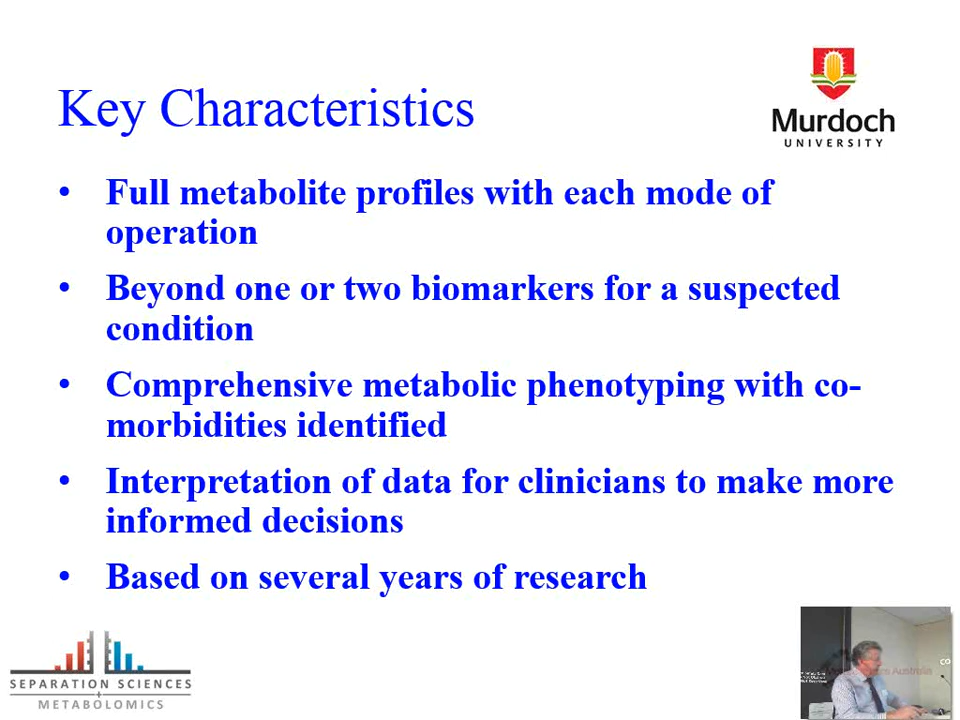 Key Characteristics
Murdoch
UNIVERSITY
• Full metabolite profiles with each mode of
operation
• Beyond one or two biomarkers for a suspected
condition
• Comprehensive metabolic phenotyping with co-
morbidities identified
• Interpretation of data for clinicians to make more
informed decisions
• Based on several years of research
SEPARATION SCIENCES
METABOLOMICS
Australia
CO